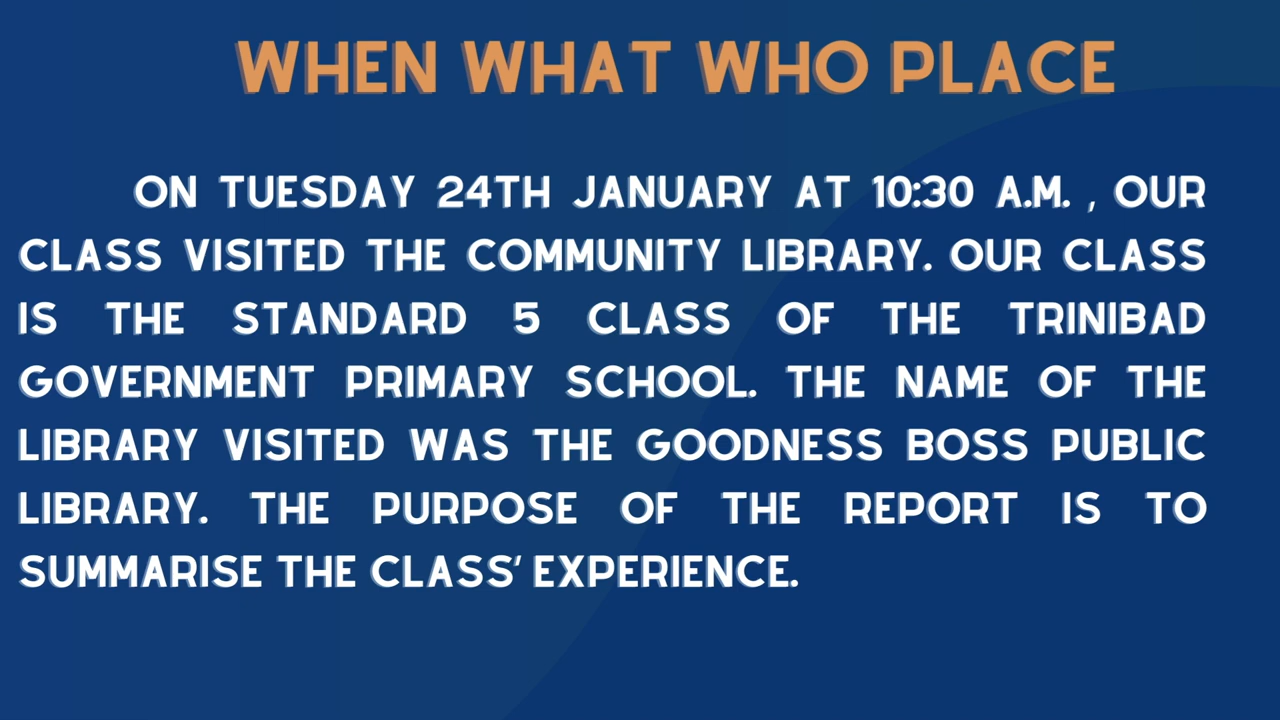 WHEN WHAT WHO PLACE
ON TUESDAY 24TH JANUARY AT 10:30 A.M. , OUR
CLASS VISITED THE COMMUNITY LIBRARY. OUR CLASS
IS THE STANDARD 5 CLASS OF THE TRINIBAD
GOVERNMENT PRIMARY SCHOOL. THE NAME OF THE
LIBRARY VISITED WAS THE GOODNESS BOSS PUBLIC
LIBRARY. THE PURPOSE OF THE REPORT IS TO
SUMMARISE THE CLASS' EXPERIENCE.